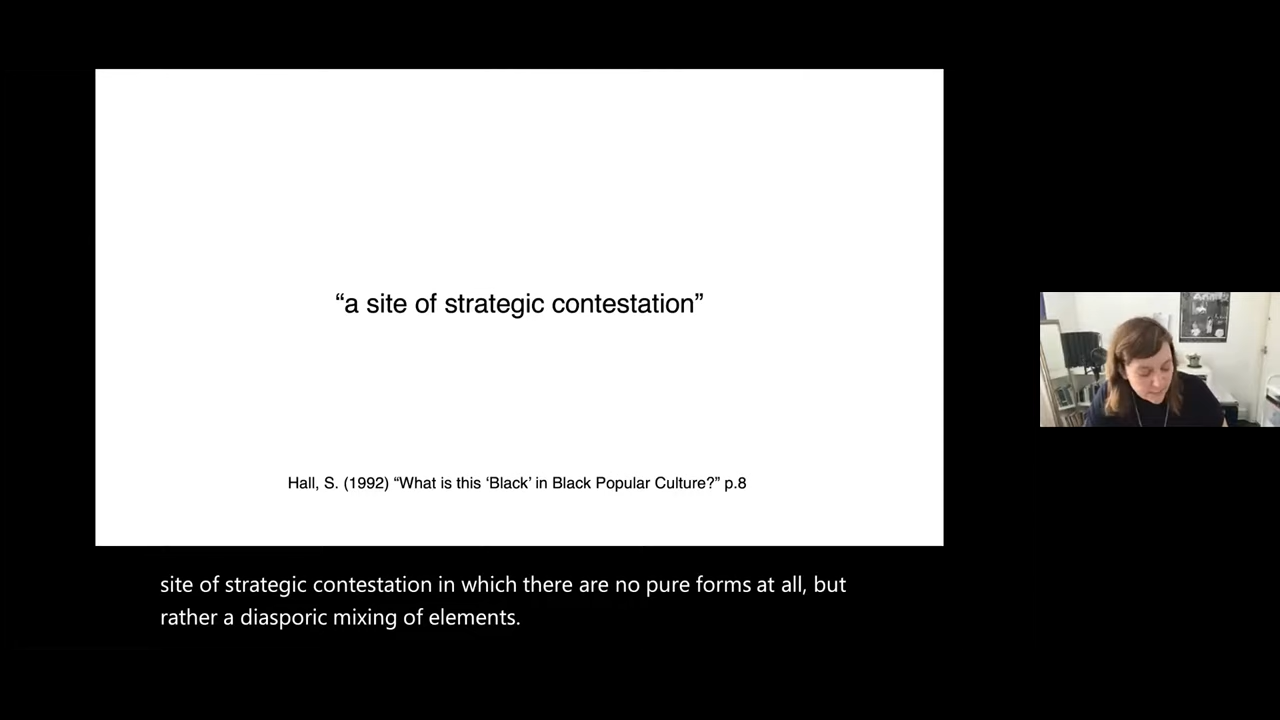 “a site of strategic contestation”
Hall, S. (1992) “What is this ‘Black’ in Black Popular Culture?” p.8
site of strategic contestation in which there are no pure forms at all, but
rather a diasporic mixing of elements.